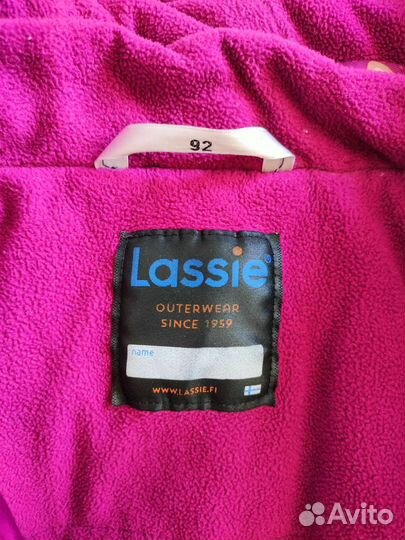 92
Lassie®
OUTERWEAR
SINCE 1959
name
WWW.LASSIE.FI
Avito